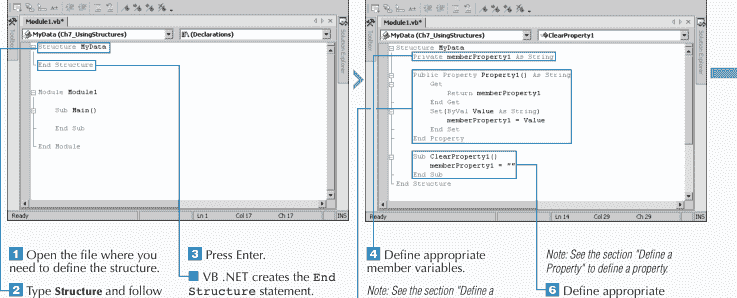 Module1.vb*
MyData (Ch7_UsingStructures)
(Declarations)
Solution Explorer
Toolbox
Structure MyData
End Structure
Module Module1
Sub Main()
End Sub
End Module
Ready
Ln 1
Col 17
Ch 17
INS
1 Open the file where you
need to define the structure.
2 Type Structure and follow
3 Press Enter.
VB .NET creates the End
Structure statement.
Module1.vb*
MyData (Ch7_UsingStructures)
ClearProperty1
Solution Explorer
Toolbox
Structure MyData
Private memberProperty1 As String
Public Property Property1() As String
Get
Return memberProperty1
End Get
Set(ByVal Value As String)
memberProperty1 = Value
End Set
End Property
Sub ClearProperty1()
memberProperty1 = ""
End Sub
End Structure
Ready
Ln 14
Col 29
Ch 29
INS
4 Define appropriate
member variables.
Note: See the section "Define a
Note: See the section "Define a
Property" to define a property.
6 Define appropriate